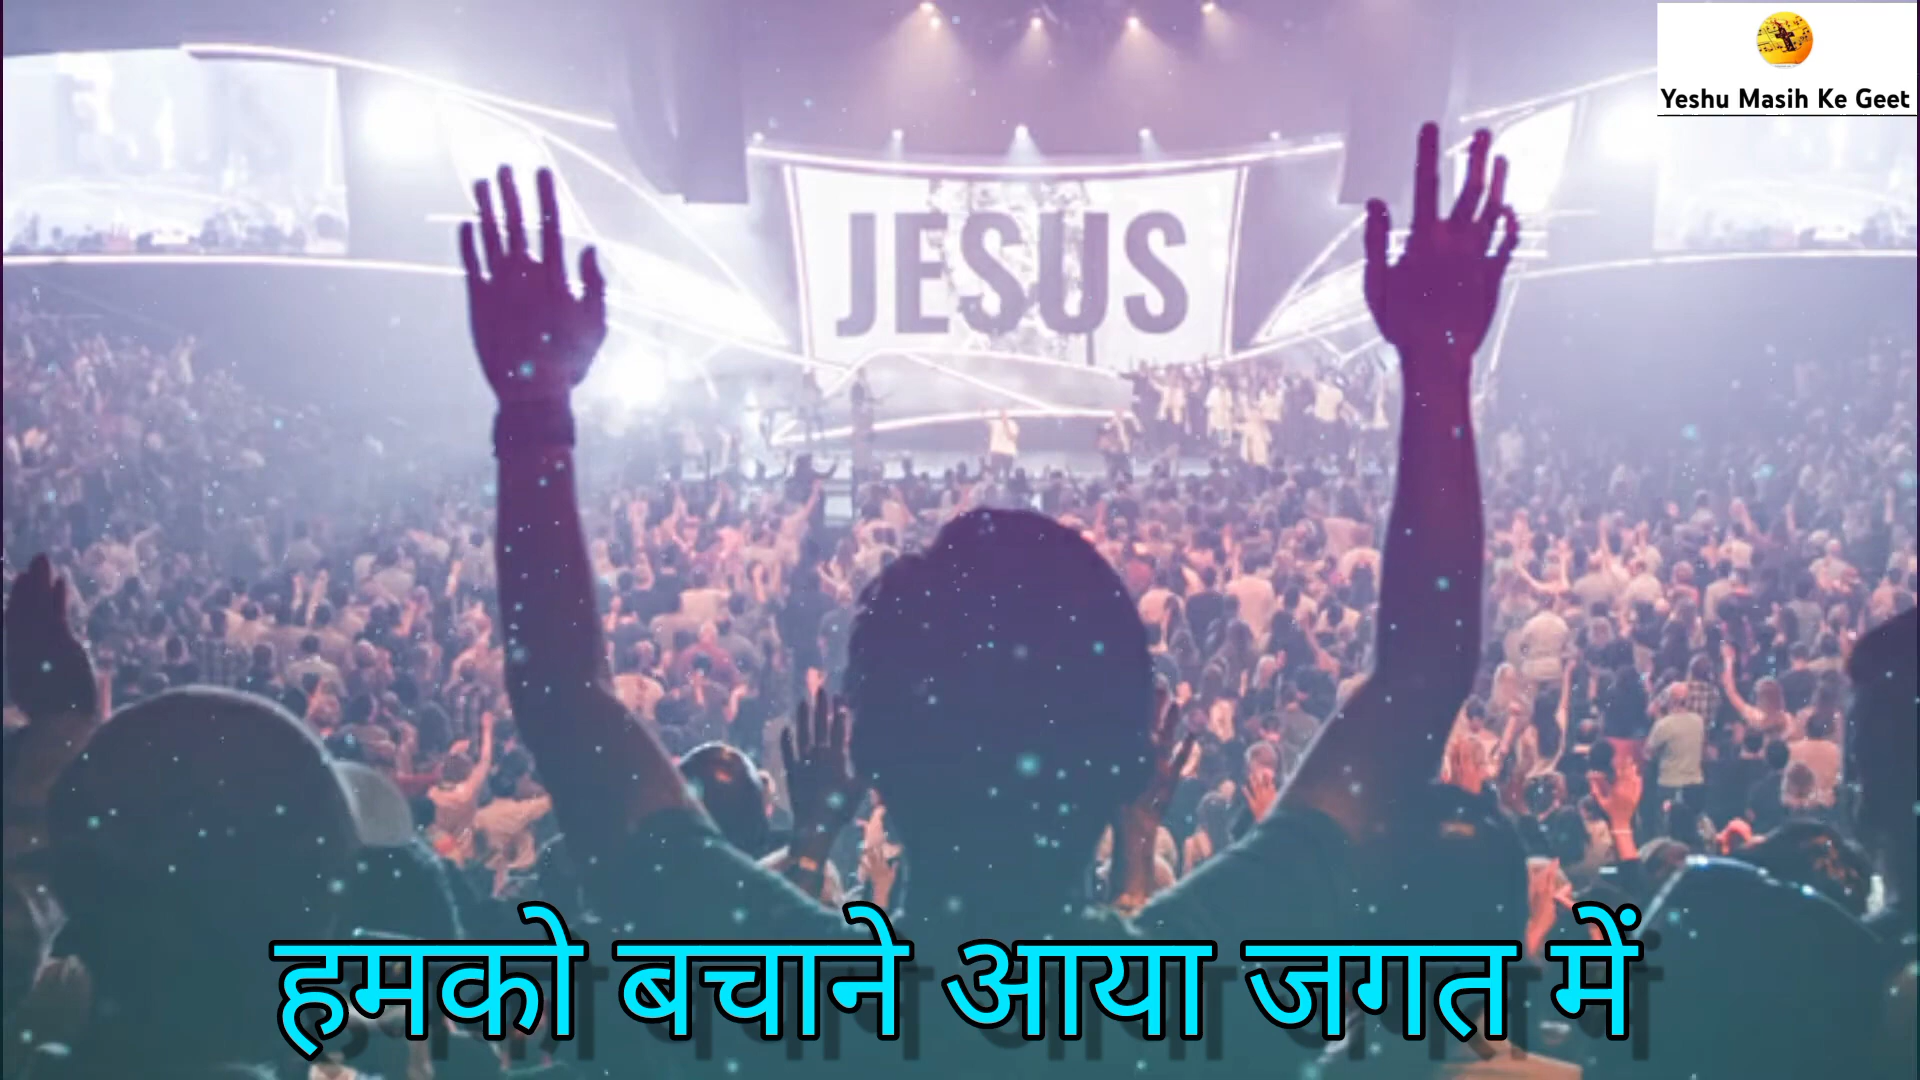 Yeshu Masih Ke Geet
JESUS
हमको बचाने आया जगत में